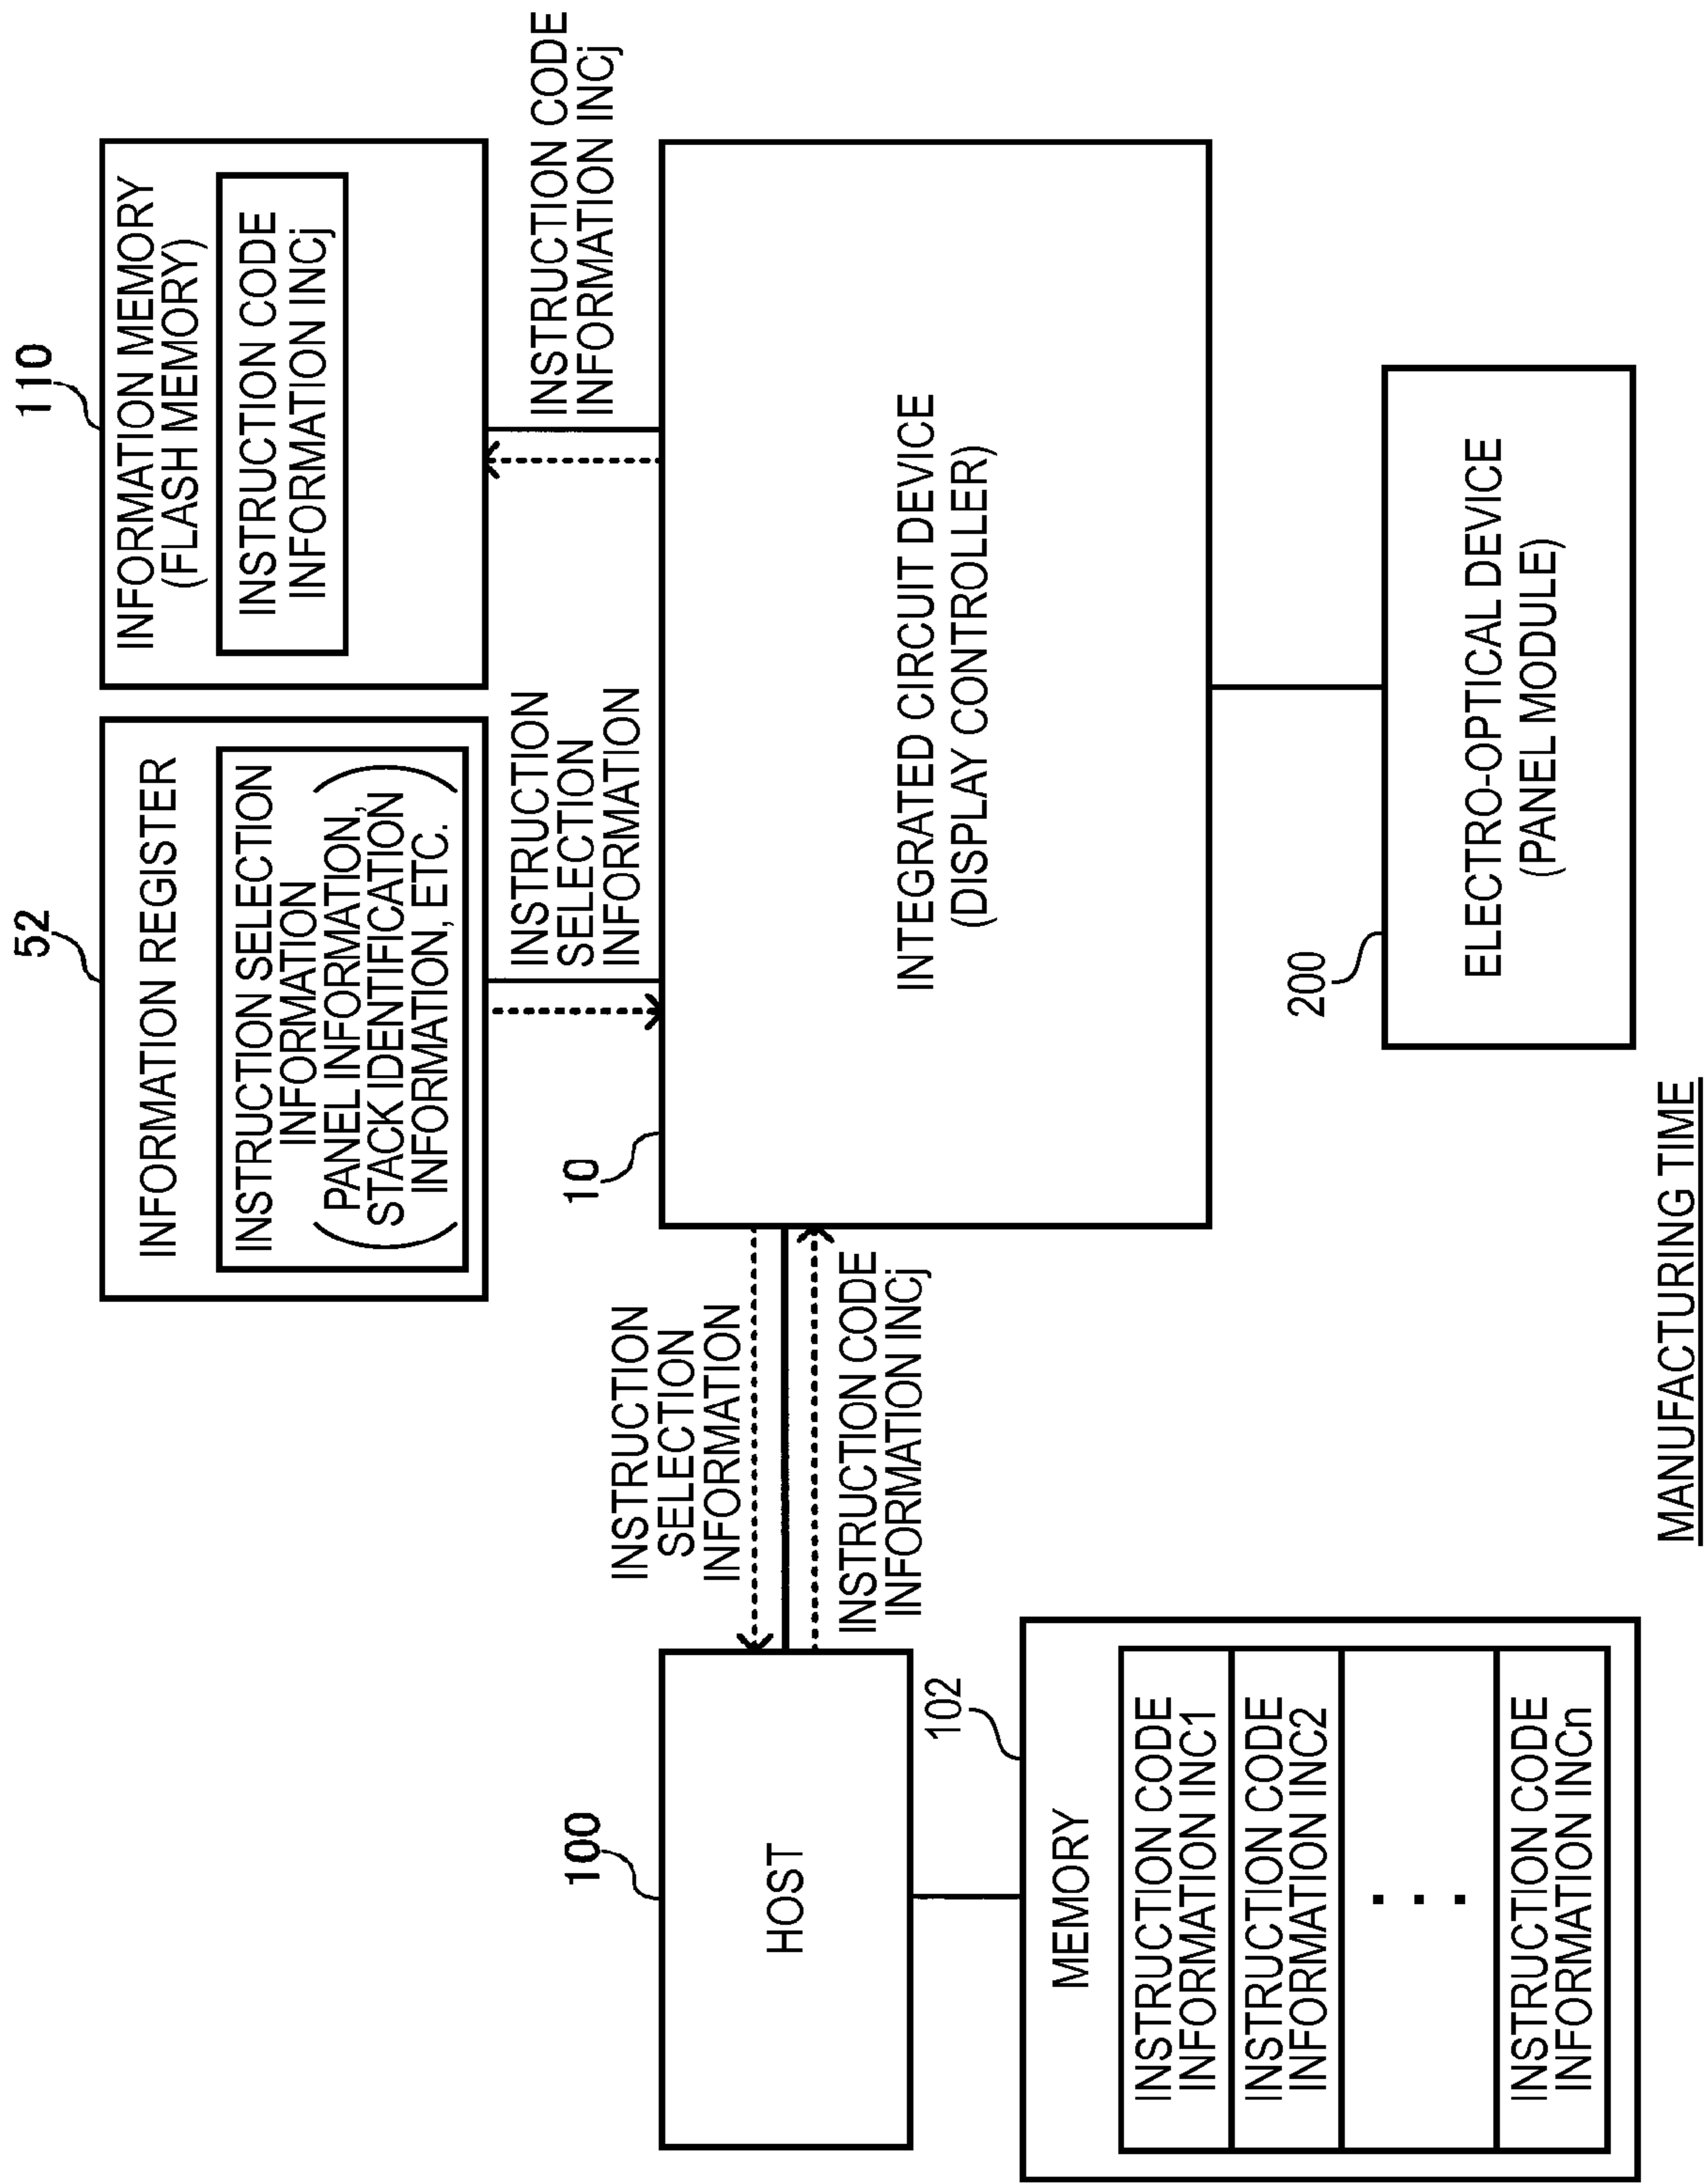 52
INFORMATION REGISTER
INSTRUCTION SELECTION
INFORMATION
(PANEL INFORMATION,
STACK IDENTIFICATION
INFORMATION, ETC.)
110
INFORMATION MEMORY
(FLASH MEMORY)
INSTRUCTION CODE
INFORMATION INCj
INSTRUCTION
SELECTION
INFORMATION
INSTRUCTION CODE
INFORMATION INCj
100
HOST
INSTRUCTION
SELECTION
INFORMATION
INSTRUCTION CODE
INFORMATION INCj
10
INTEGRATED CIRCUIT DEVICE
(DISPLAY CONTROLLER)
102
MEMORY
INSTRUCTION CODE
INFORMATION INC1
INSTRUCTION CODE
INFORMATION INC2
. . .
INSTRUCTION CODE
INFORMATION INCn
200
ELECTRO-OPTICAL DEVICE
(PANEL MODULE)
MANUFACTURING TIME